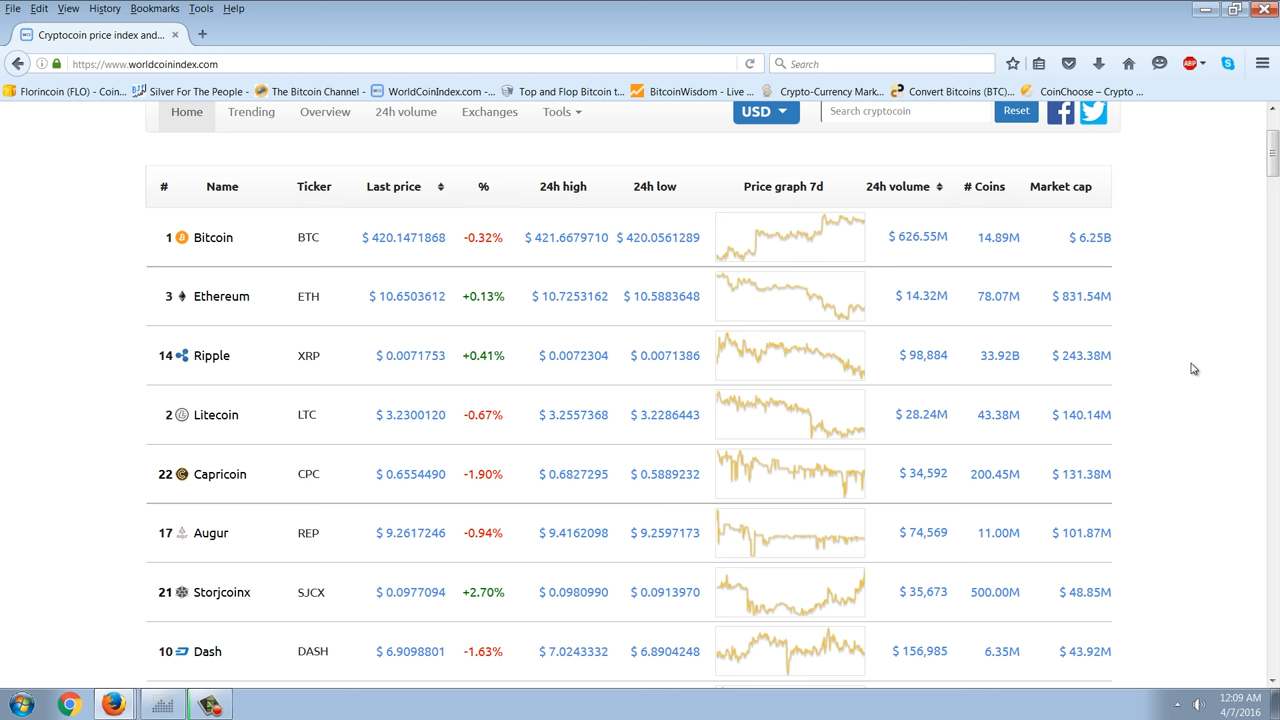 File Edit View History Bookmarks Tools Help
Cryptocoin price index and...
https://www.worldcoinindex.com
Search
Florincoin (FLO) - Coin... Silver For The People - ... The Bitcoin Channel - ... WorldCoinIndex.com -... Top and Flop Bitcoin t... BitcoinWisdom - Live ... Crypto-Currency Mark... Convert Bitcoins (BTC)... CoinChoose – Crypto ...
Home Trending Overview 24h volume Exchanges Tools USD Search cryptocoin Reset
# Name Ticker Last price % 24h high 24h low Price graph 7d 24h volume # Coins Market cap
1 Bitcoin BTC $ 420.1471868 -0.32% $ 421.6679710 $ 420.0561289 $ 626.55M 14.89M $ 6.25B
3 Ethereum ETH $ 10.6503612 +0.13% $ 10.7253162 $ 10.5883648 $ 14.32M 78.07M $ 831.54M
14 Ripple XRP $ 0.0071753 +0.41% $ 0.0072304 $ 0.0071386 $ 98,884 33.92B $ 243.38M
2 Litecoin LTC $ 3.2300120 -0.67% $ 3.2557368 $ 3.2286443 $ 28.24M 43.38M $ 140.14M
22 Capricoin CPC $ 0.6554490 -1.90% $ 0.6827295 $ 0.5889232 $ 34,592 200.45M $ 131.38M
17 Augur REP $ 9.2617246 -0.94% $ 9.4162098 $ 9.2597173 $ 74,569 11.00M $ 101.87M
21 Storjcoinx SJCX $ 0.0977094 +2.70% $ 0.0980990 $ 0.0913970 $ 35,673 500.00M $ 48.85M
10 Dash DASH $ 6.9098801 -1.63% $ 7.0243332 $ 6.8904248 $ 156,985 6.35M $ 43.92M
12:09 AM
4/7/2016